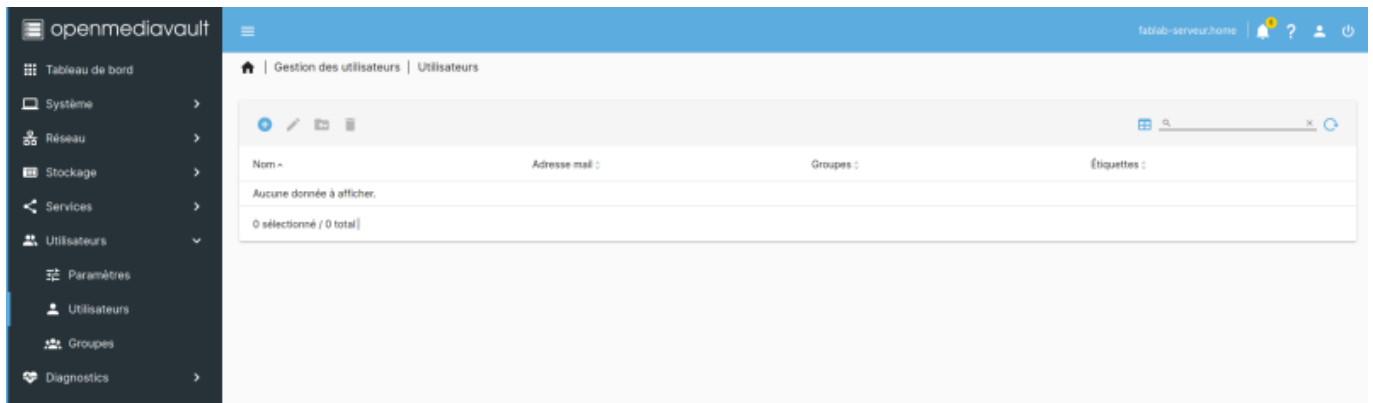 openmediavault
fablab-serveur.home
Tableau de bord
Gestion des utilisateurs | Utilisateurs
Système
Réseau
Stockage
Services
Utilisateurs
Paramètres
Utilisateurs
Groupes
Diagnostics
Nom
Adresse mail
Groupes
Étiquettes
Aucune donnée à afficher.
0 sélectionné / 0 total